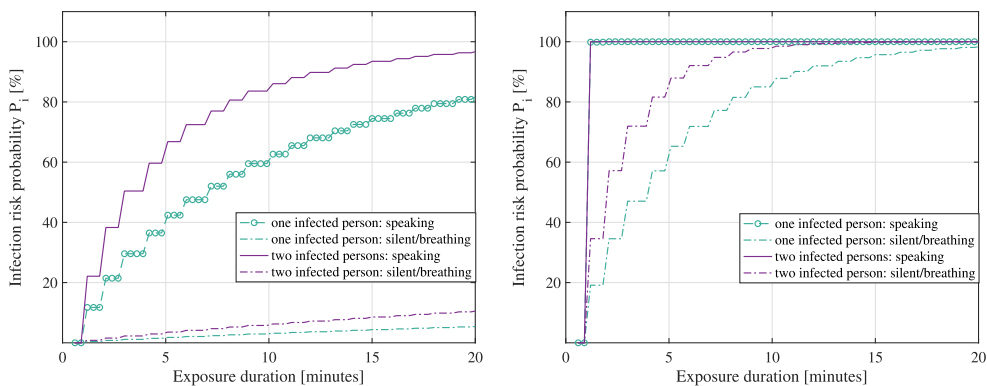 Infection risk probability P_i [%]
100
80
60
40
20
0
5
10
15
20
Exposure duration [minutes]
one infected person: speaking
one infected person: silent/breathing
two infected persons: speaking
two infected person: silent/breathing
Infection risk probability P_i [%]
100
80
60
40
20
0
5
10
15
20
Exposure duration [minutes]
one infected person: speaking
one infected person: silent/breathing
two infected persons: speaking
two infected person: silent/breathing